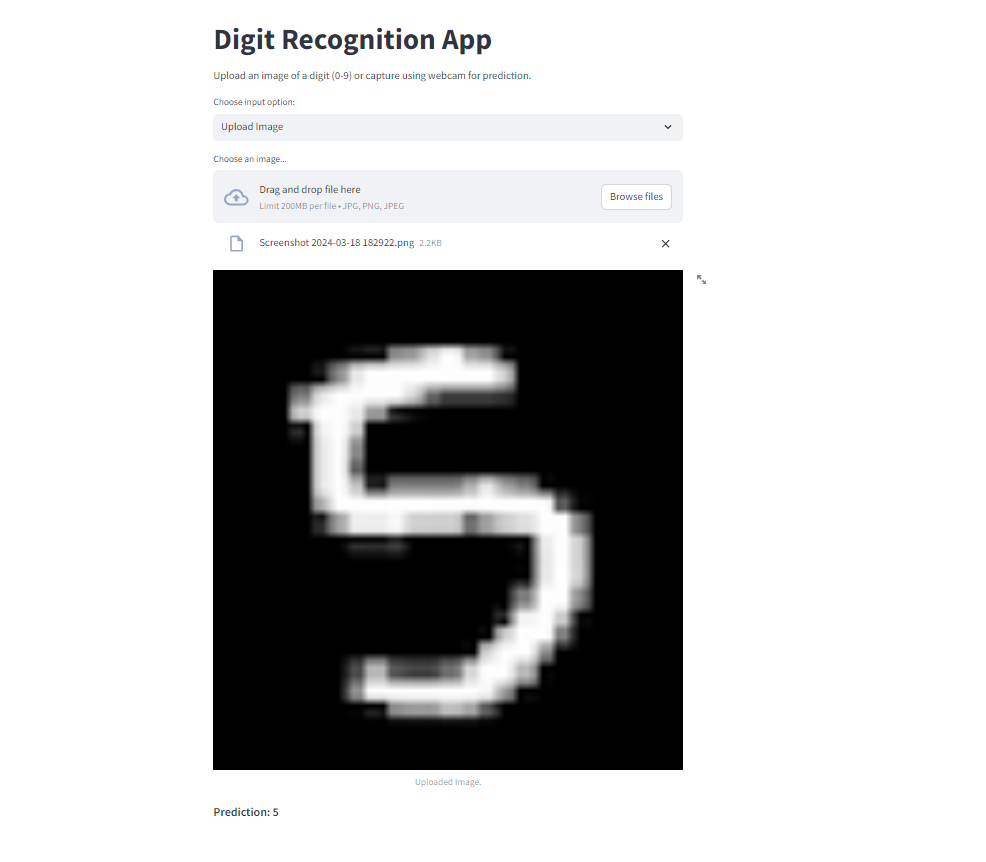 Digit Recognition App
Upload an image of a digit (0-9) or capture using webcam for prediction.
Choose input option:
Upload Image
Choose an image...
Drag and drop file here
Limit 200MB per file • JPG, PNG, JPEG
Browse files
Screenshot 2024-03-18 182922.png 2.2KB
5
Uploaded Image.
Prediction: 5